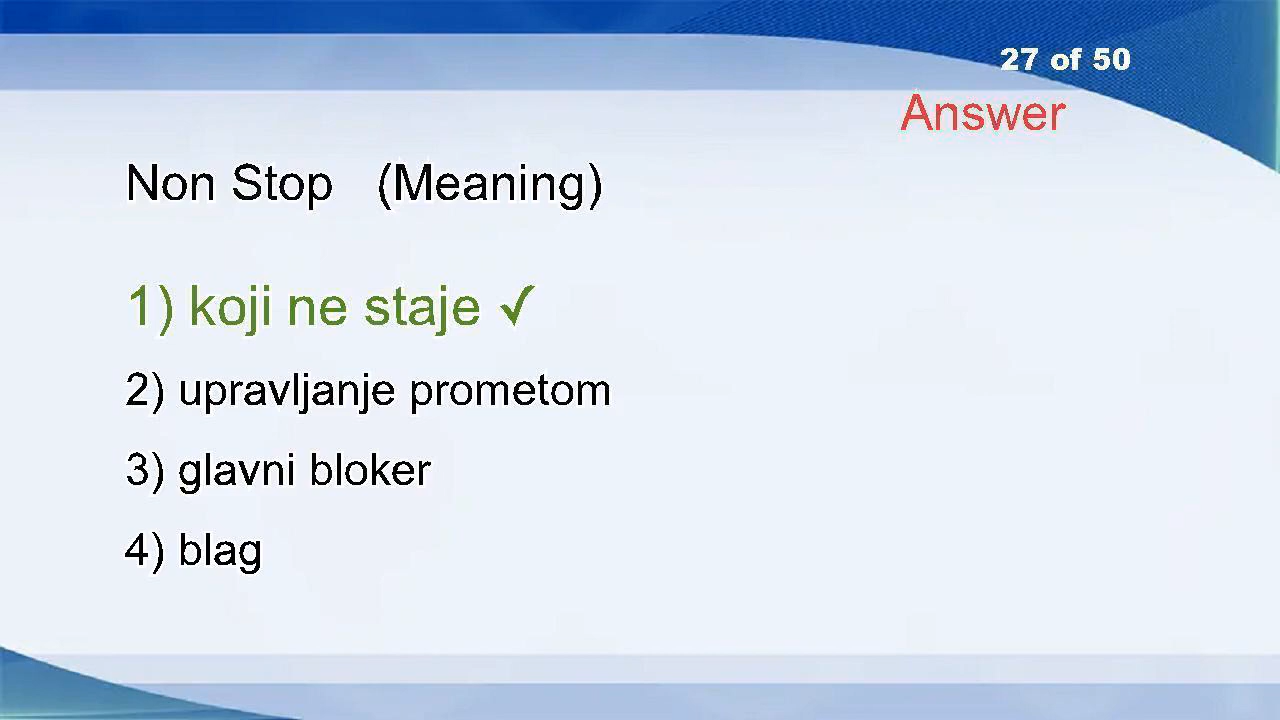 27 of 50
Answer
Non Stop (Meaning)
1) koji ne staje ✓
2) upravljanje prometom
3) glavni bloker
4) blag